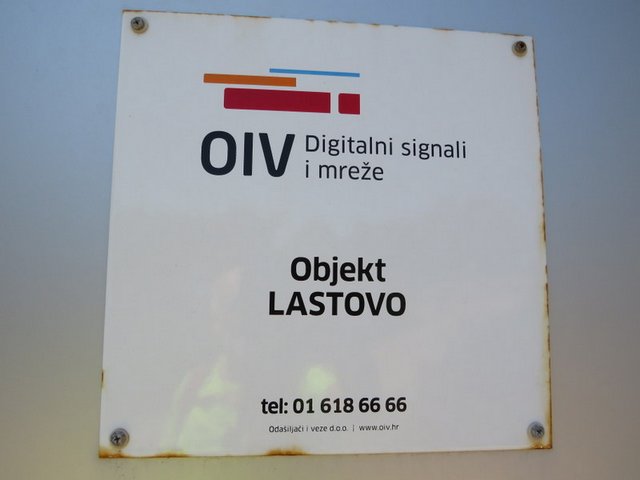 OIV Digitalni signali
i mreže
Objekt
LASTOVO
tel: 01 618 66 66
Odašiljači i veze d.o.o. | www.oiv.hr